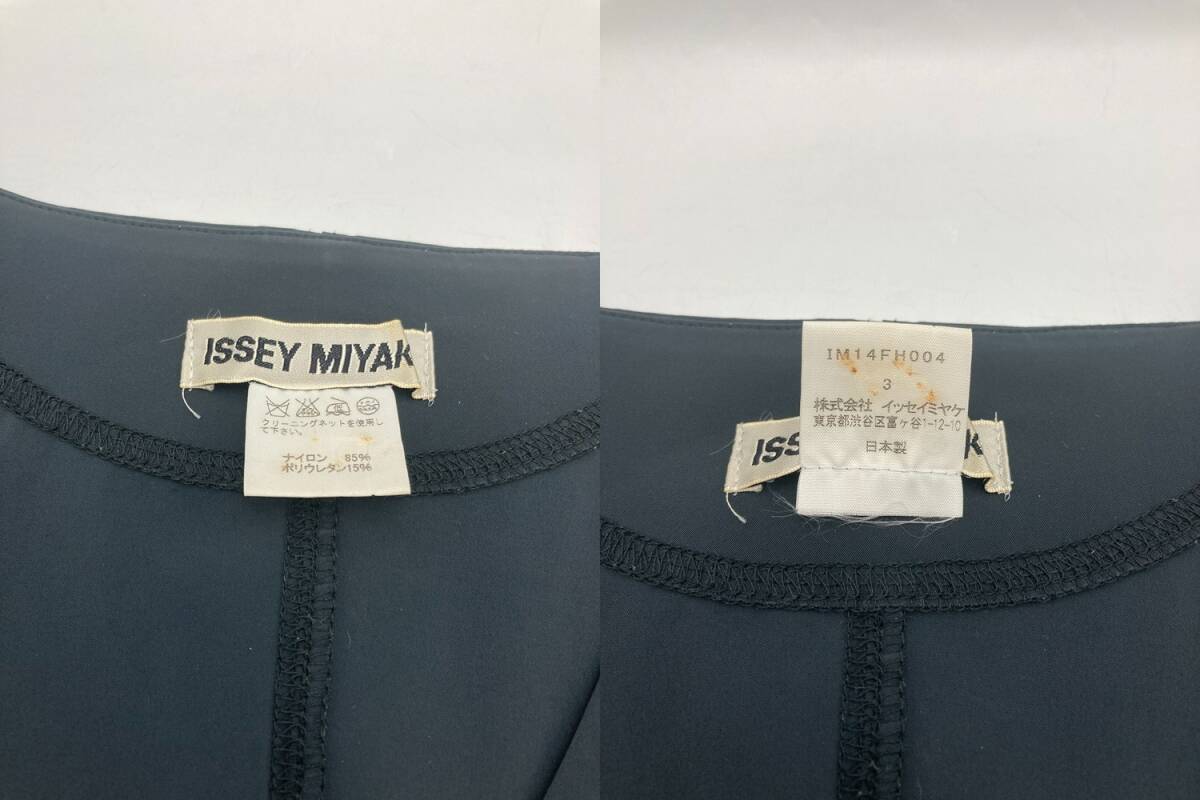 ISSEY MIYAK
クリーニングネットを使用し
て下さい。
ナイロン 85%
ポリウレタン15%
IM14FH004
3
株式会社 イッセイミヤケ
東京都渋谷区富ヶ谷1-12-10
日本製
ISS K